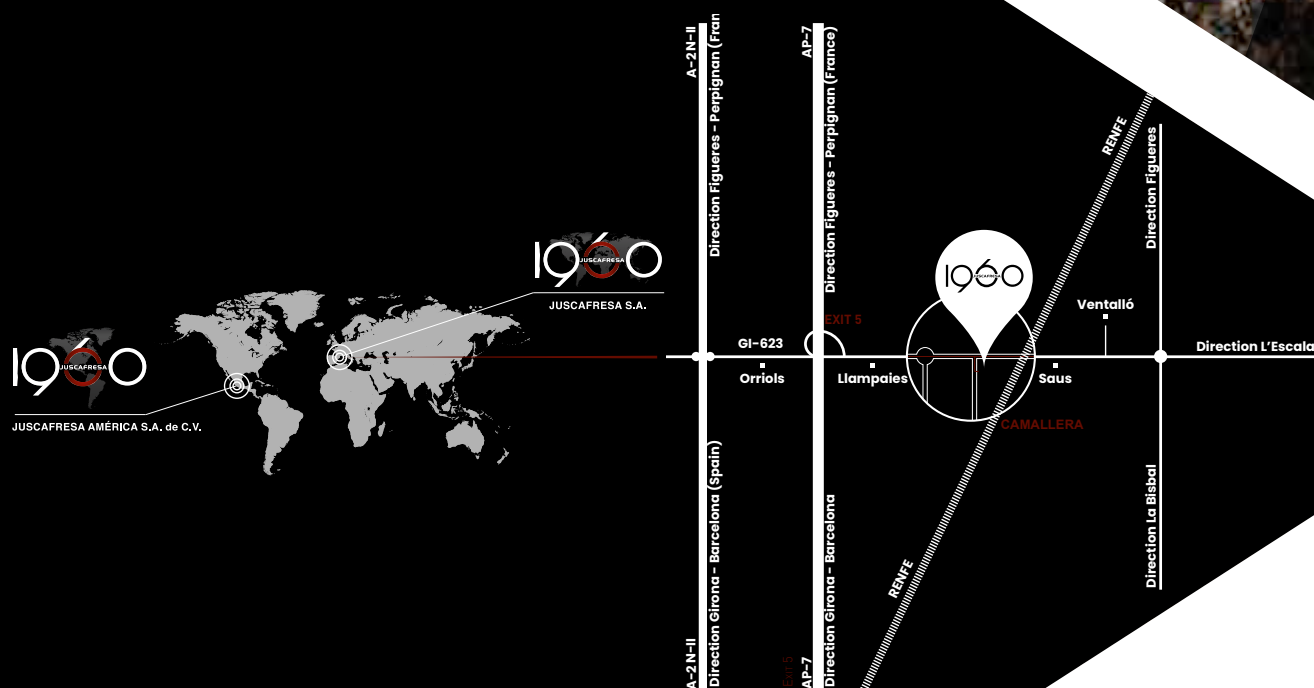 1960
JUSCAFRESA
JUSCAFRESA AMÉRICA S.A. de C.V.
1960
JUSCAFRESA
JUSCAFRESA S.A.
A-2 N-II
Direction Figueres - Perpignan (Fran
AP-7
Direction Figueres - Perpignan (France)
RENFE
Direction Figueres
1960
JUSCAFRESA
EXIT 5
Ventalló
GI-623
Direction L'Escala
Orriols
Llampaies
Saus
CAMALLERA
Direction Girona - Barcelona (Spain)
A-2 N-II
Direction Girona - Barcelona
Exit 5
AP-7
RENFE
Direction La Bisbal